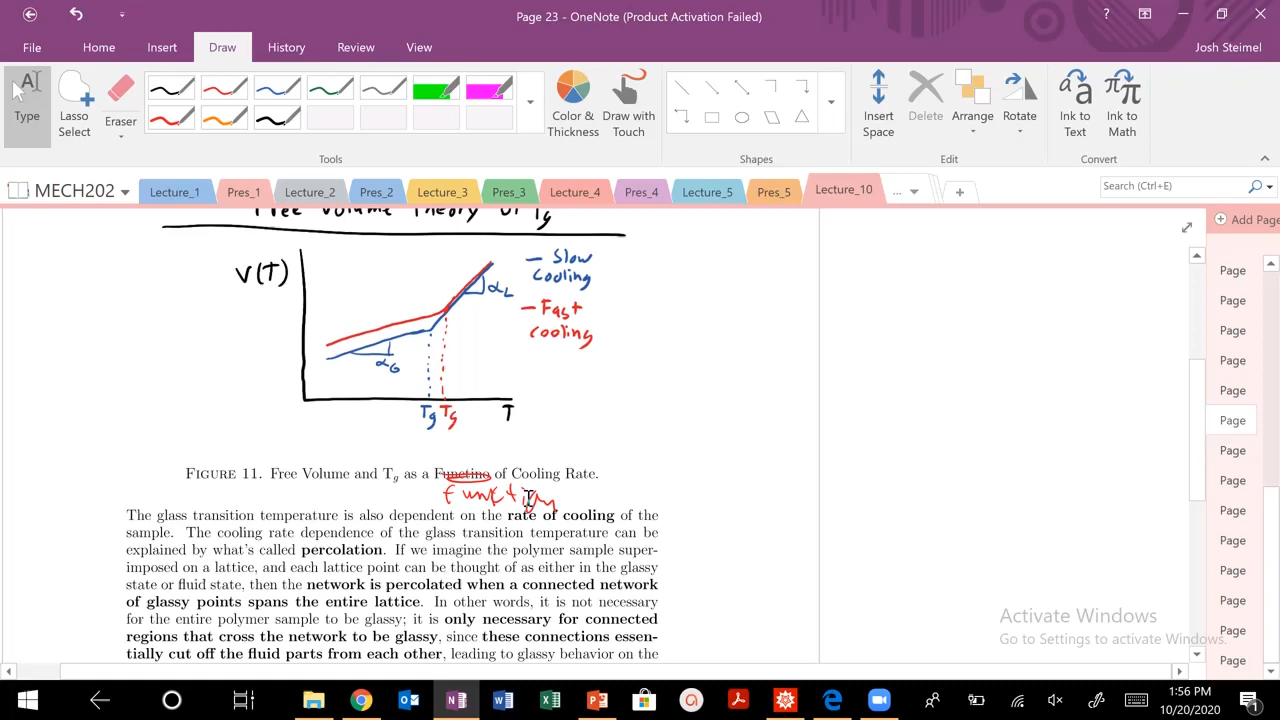 Page 23 - OneNote (Product Activation Failed)
?
File
Home
Insert
Draw
History
Review
View
Josh Steimel
Type
Lasso
Select
Eraser
Color &
Thickness
Draw with
Touch
Insert
Space
Delete
Arrange
Rotate
Ink to
Text
Ink to
Math
Tools
Shapes
Edit
Convert
MECH202
Lecture_1
Pres_1
Lecture_2
Pres_2
Lecture_3
Pres_3
Lecture_4
Pres_4
Lecture_5
Pres_5
Lecture_10
...
Search (Ctrl+E)
Add Page
Page
Page
Page
Page
Page
Page
Page
Page
Page
Page
Page
Page
Page
Page
Free Volume Theory of Tg
V(T)
- Slow
cooling
αL
- Fast
cooling
αG
Tg
Tg
T
Figure 11. Free Volume and Tg as a Functino of Cooling Rate.
Function
The glass transition temperature is also dependent on the rate of cooling of the
sample. The cooling rate dependence of the glass transition temperature can be
explained by what's called percolation. If we imagine the polymer sample super-
imposed on a lattice, and each lattice point can be thought of as either in the glassy
state or fluid state, then the network is percolated when a connected network
of glassy points spans the entire lattice. In other words, it is not necessary
for the entire polymer sample to be glassy; it is only necessary for connected
regions that cross the network to be glassy, since these connections essen-
tially cut off the fluid parts from each other, leading to glassy behavior on the
Activate Windows
Go to Settings to activate Windows.
1:56 PM
10/20/2020